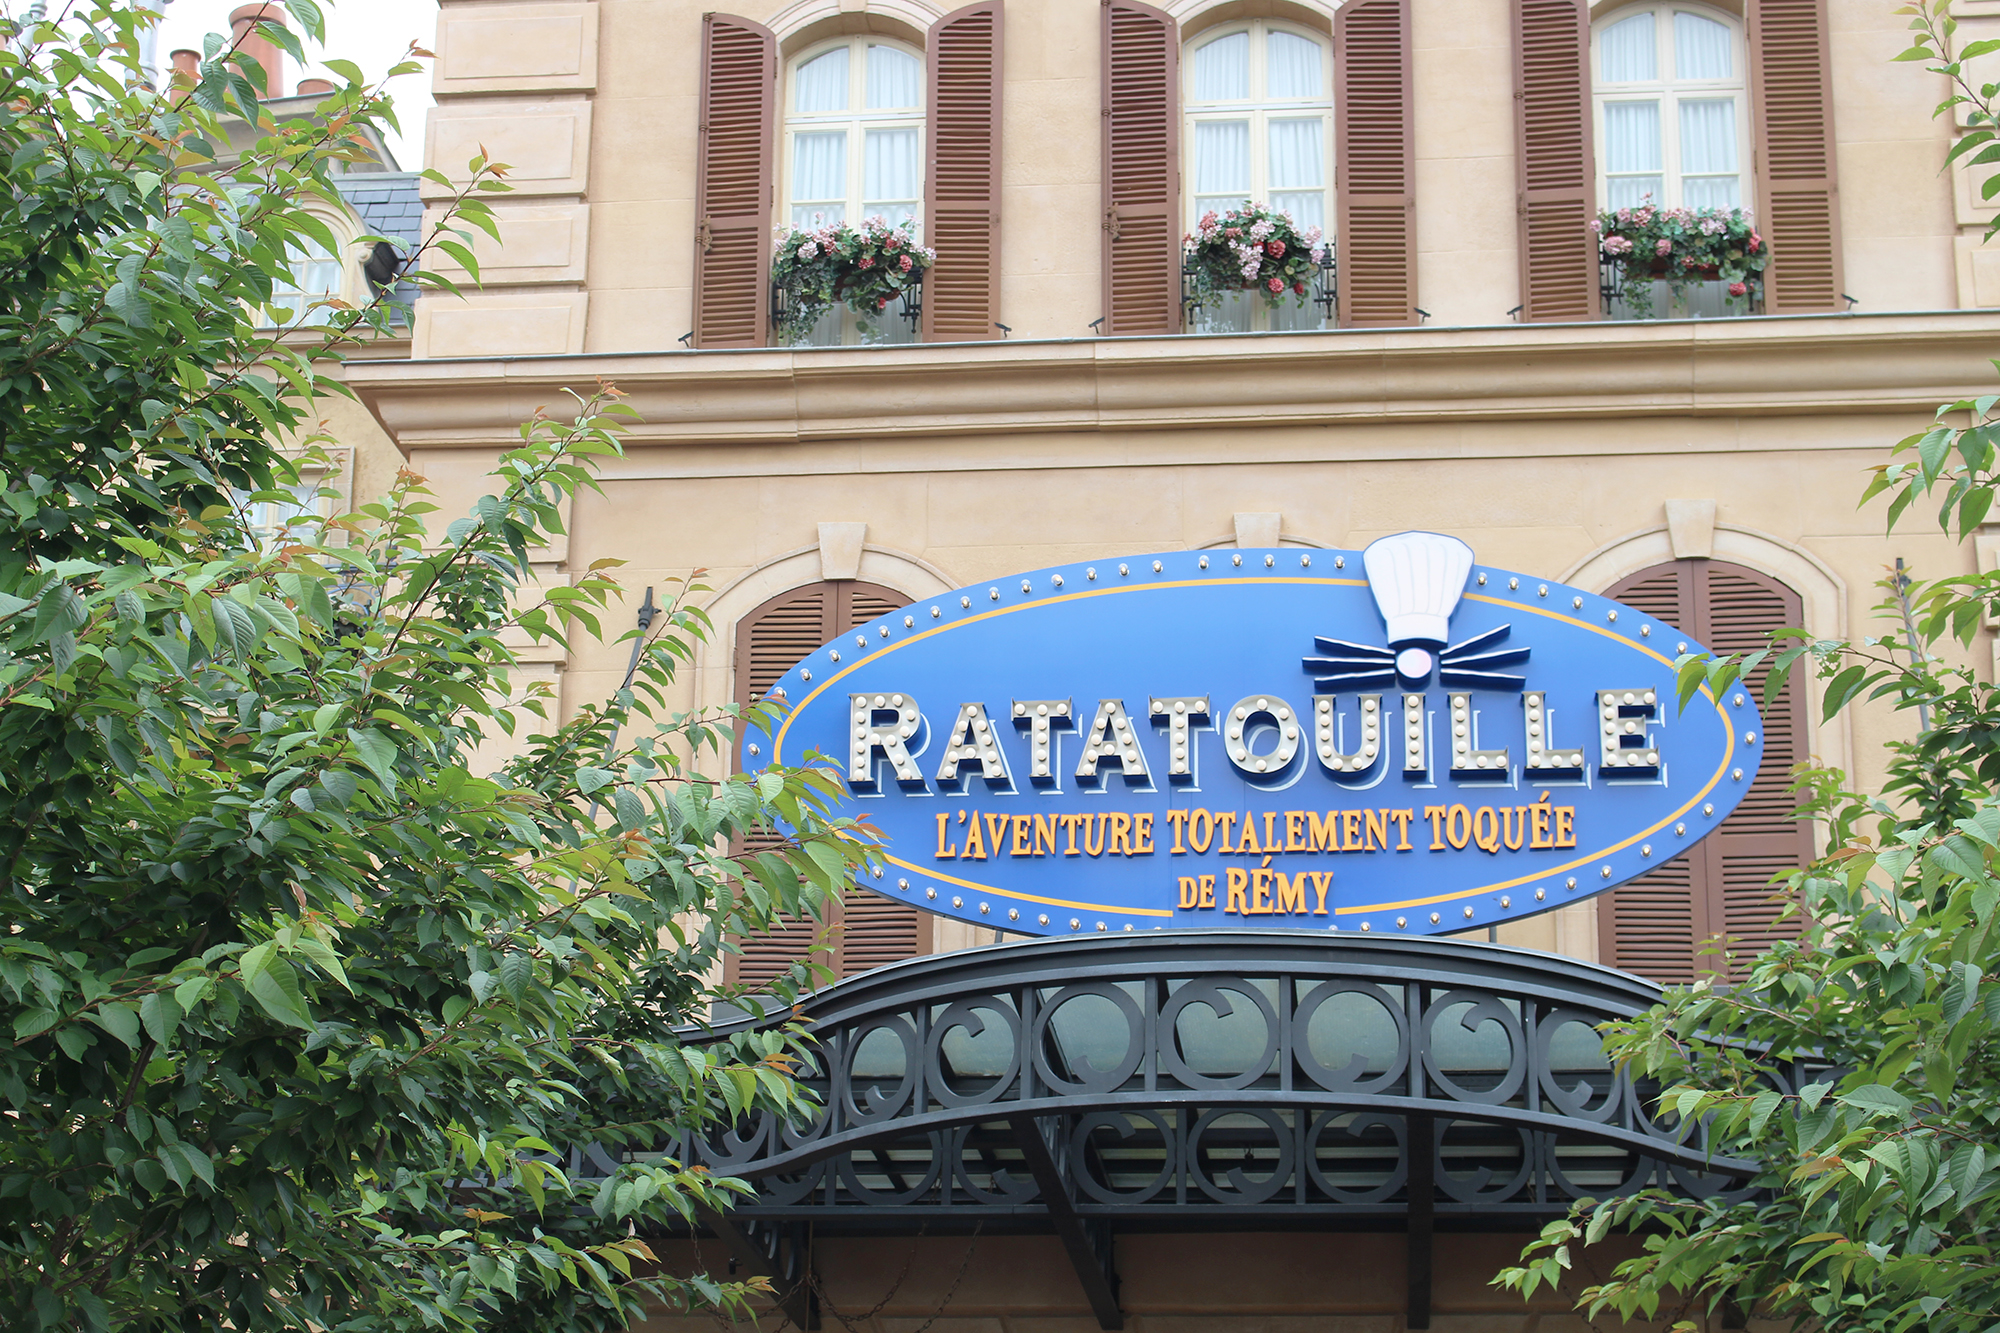 RATATOUILLE
L'AVENTURE TOTALEMENT TOQUÉE
DE RÉMY